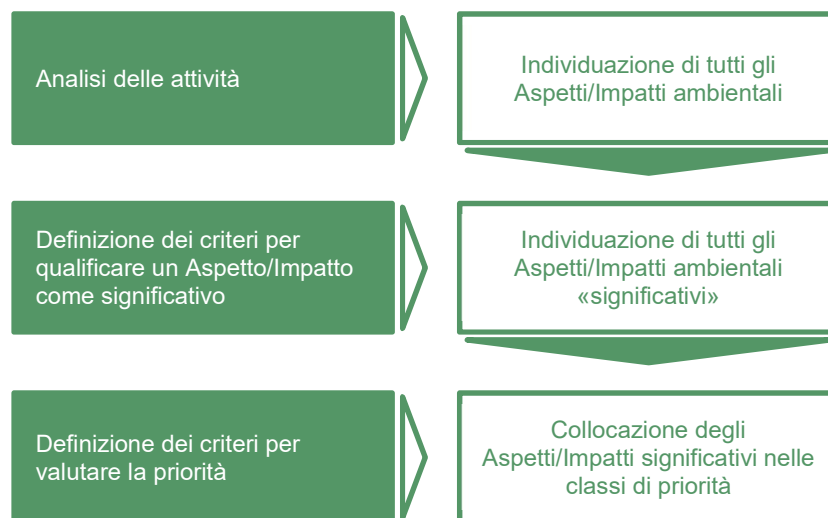 Analisi delle attività
Individuazione di tutti gli
Aspetti/Impatti ambientali
Definizione dei criteri per
qualificare un Aspetto/Impatto
come significativo
Individuazione di tutti gli
Aspetti/Impatti ambientali
«significativi»
Definizione dei criteri per
valutare la priorità
Collocazione degli
Aspetti/Impatti significativi nelle
classi di priorità